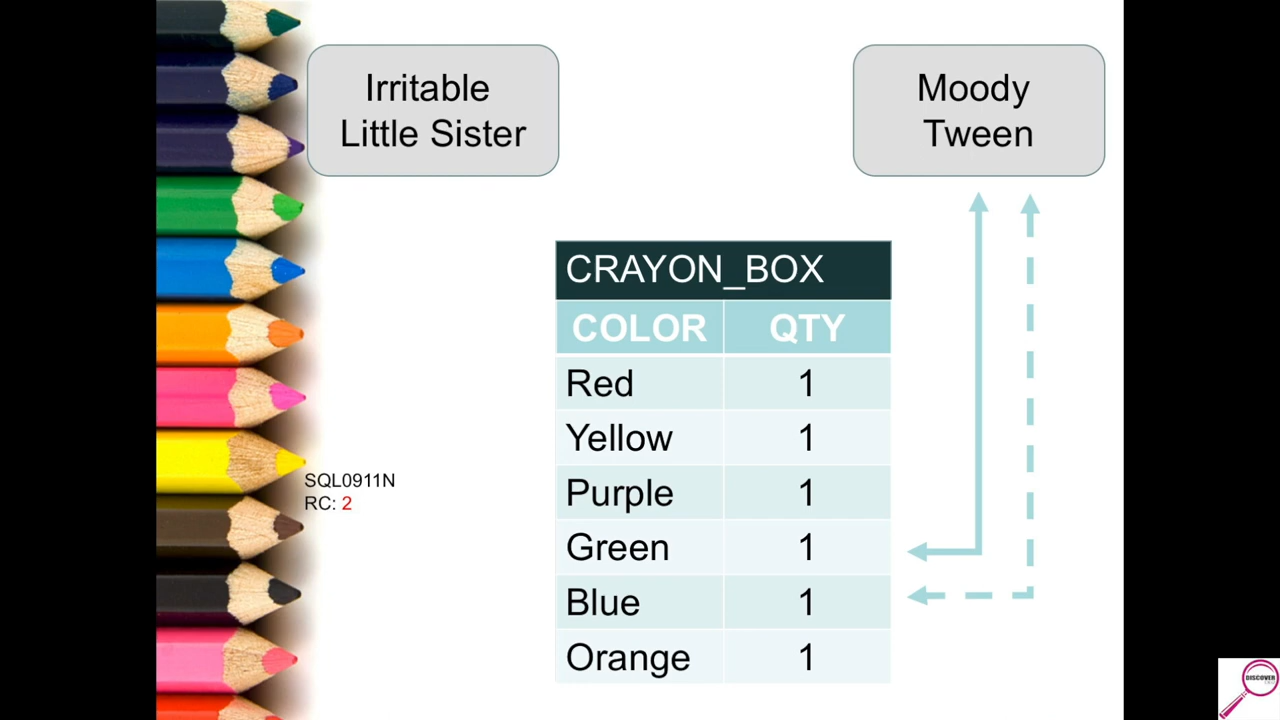 Irritable
Little Sister
Moody
Tween
CRAYON_BOX
COLOR QTY
Red 1
Yellow 1
Purple 1
Green 1
Blue 1
Orange 1
SQL0911N
RC: 2
DISCOVER